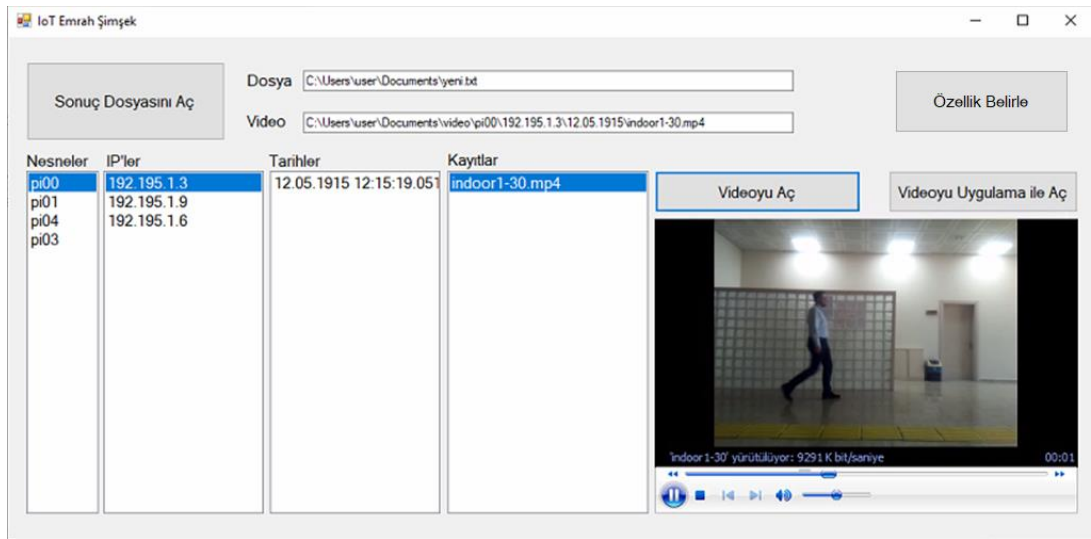 IoT Emrah Şimşek
Sonuç Dosyasını Aç
Dosya C:\Users\user\Documents\yeni.txt
Video C:\Users\user\Documents\video\pi00\192.195.1.3\12.05.1915\indoor1-30.mp4
Özellik Belirle
Nesneler IP'ler Tarihler Kayıtlar
pi00 192.195.1.3 12.05.1915 12:15:19.051 indoor1-30.mp4
pi01 192.195.1.9
pi04 192.195.1.6
pi03
Videoyu Aç Videoyu Uygulama ile Aç
'indoor1-30' yürütülüyor: 9291 K bit/saniye 00:01